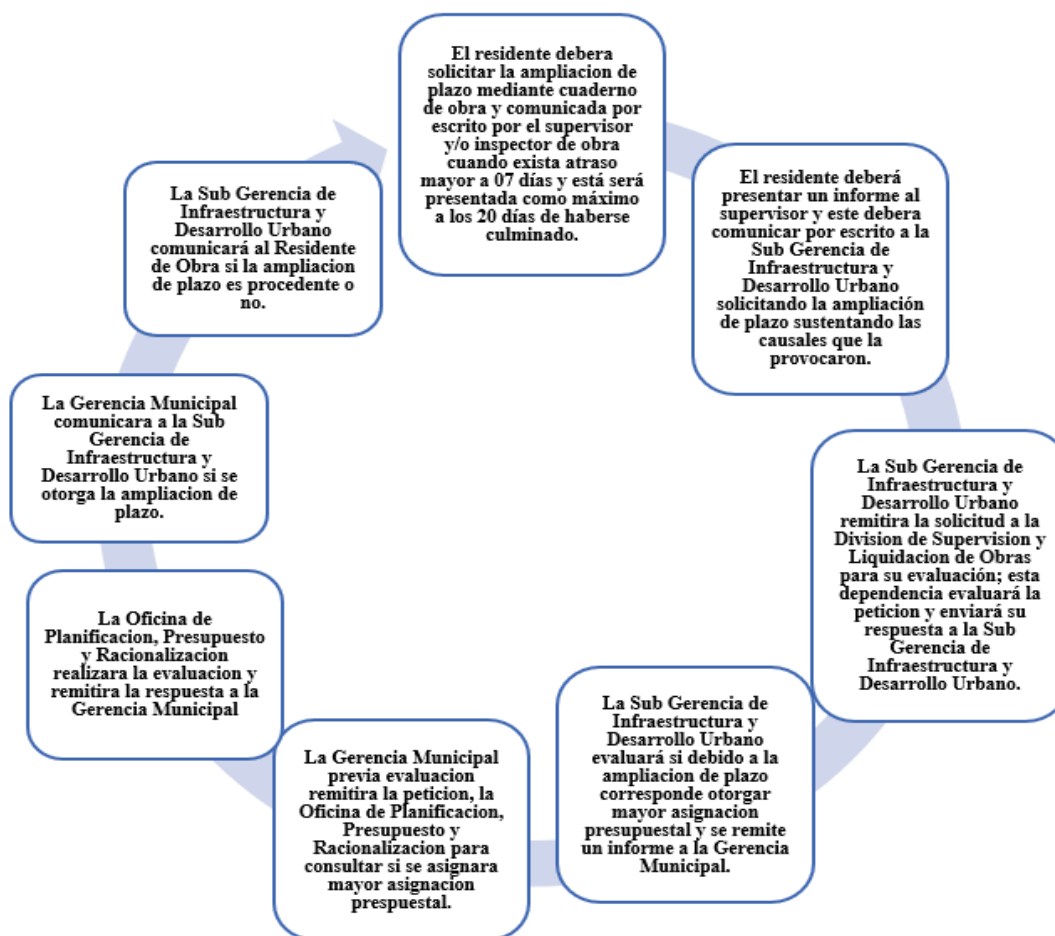 El residente debera
solicitar la ampliacion de
plazo mediante cuaderno
de obra y comunicada por
escrito por el supervisor
y/o inspector de obra
cuando exista atraso
mayor a 07 días y está será
presentada como máximo
a los 20 días de haberse
culminado.
El residente deberá
presentar un informe al
supervisor y este debera
comunicar por escrito a la
Sub Gerencia de
Infraestructura y
Desarrollo Urbano
solicitando la ampliación
de plazo sustentando las
causales que la
provocaron.
La Sub Gerencia de
Infraestructura y
Desarrollo Urbano
remitira la solicitud a la
Division de Supervision y
Liquidacion de Obras
para su evaluación; esta
dependencia evaluará la
peticion y enviará su
respuesta a la Sub
Gerencia de
Infraestructura y
Desarrollo Urbano.
La Sub Gerencia de
Infraestructura y
Desarrollo Urbano
evaluará si debido a la
ampliacion de plazo
corresponde otorgar
mayor asignacion
presupuestal y se remite
un informe a la Gerencia
Municipal.
La Gerencia Municipal
previa evaluacion
remitira la peticion, la
Oficina de Planificacion,
Presupuesto y
Racionalizacion para
consultar si se asignara
mayor asignacion
prespuestal.
La Oficina de
Planificacion, Presupuesto
y Racionalizacion
realizara la evaluacion y
remitira la respuesta a la
Gerencia Municipal
La Gerencia Municipal
comunicara a la Sub
Gerencia de
Infraestructura y
Desarrollo Urbano si se
otorga la ampliacion de
plazo.
La Sub Gerencia de
Infraestructura y
Desarrollo Urbano
comunicará al Residente
de Obra si la ampliacion
de plazo es procedente o
no.